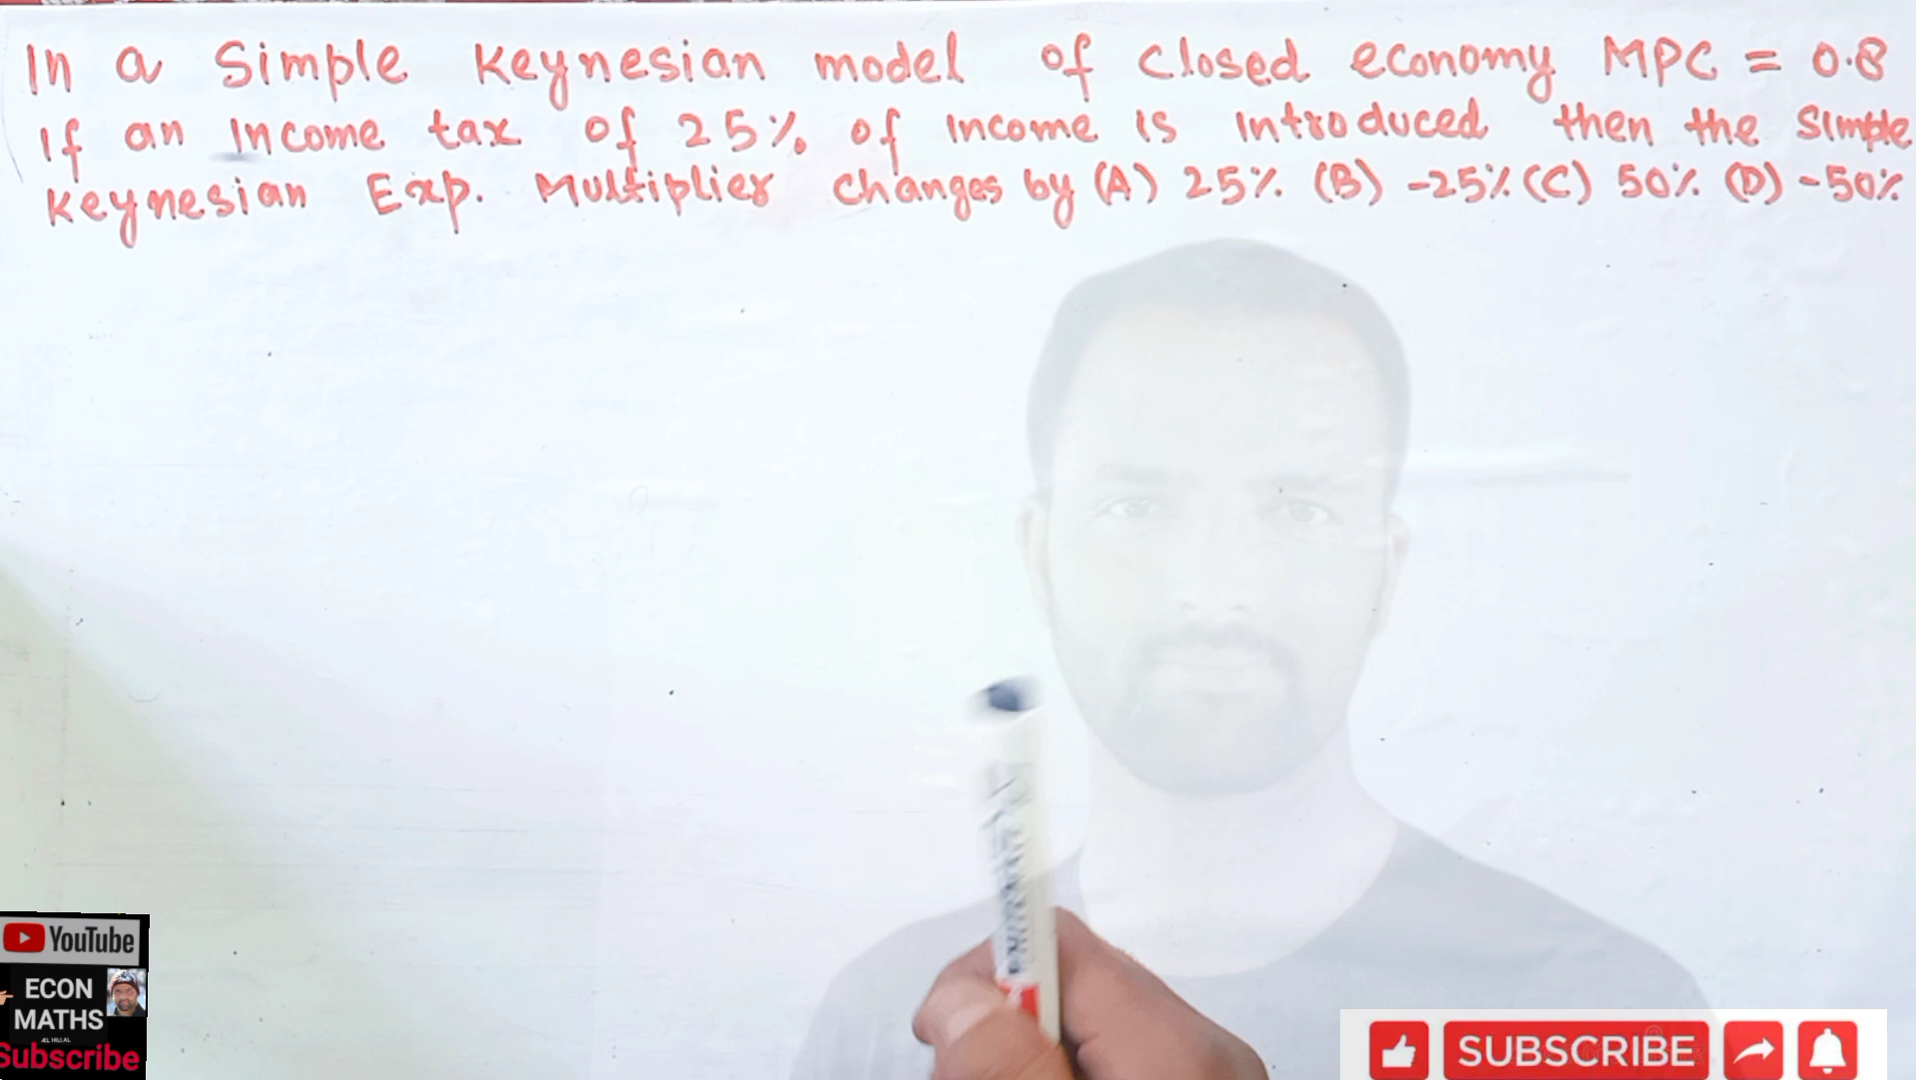 In a Simple Keynesian model of closed economy MPC = 0.8
If an income tax of 25% of income is introduced then the simple
Keynesian Exp. Multiplier changes by (A) 25% (B) -25% (C) 50% (D) -50%
YouTube
ECON
MATHS
Subscribe
SUBSCRIBE